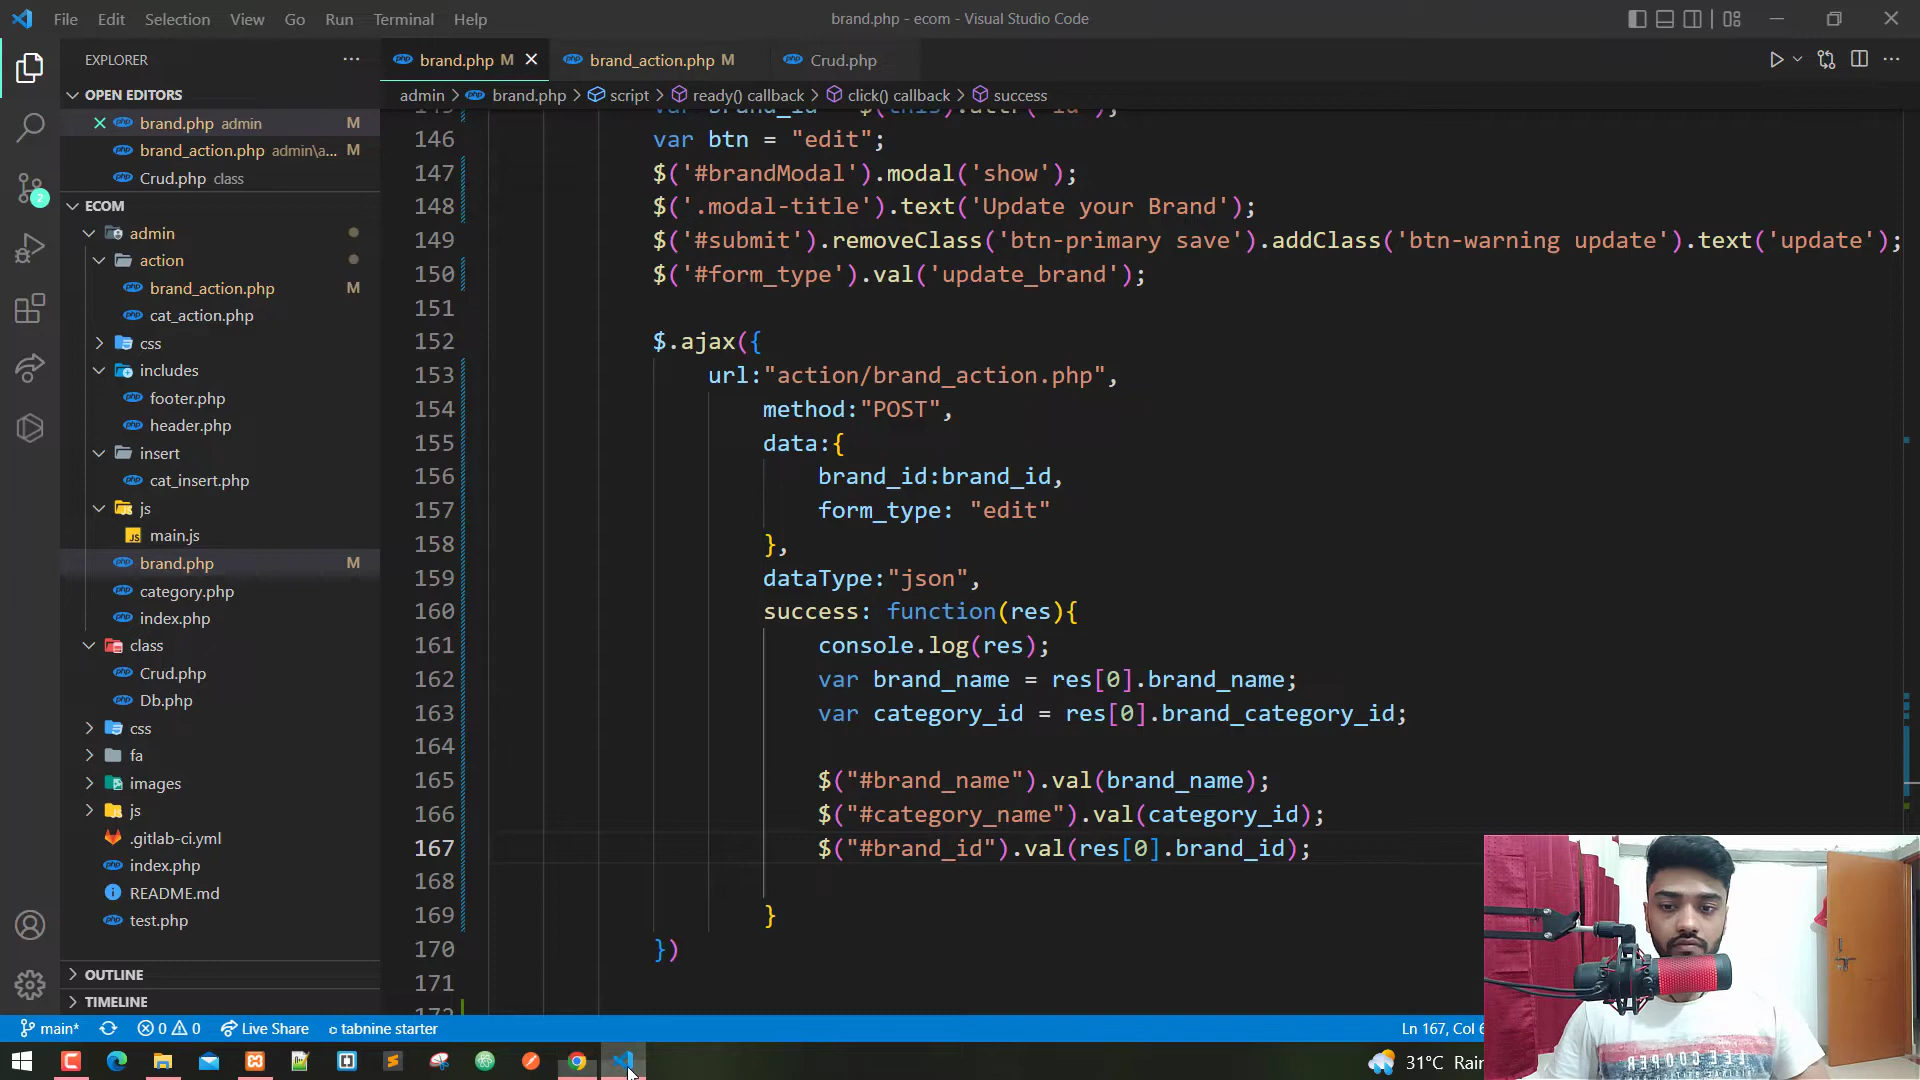 File Edit Selection View Go Run Terminal Help
brand.php - ecom - Visual Studio Code
EXPLORER
OPEN EDITORS
brand.php admin M
brand_action.php admin\a... M
Crud.php class
ECOM
admin
action
brand_action.php M
cat_action.php
css
includes
footer.php
header.php
insert
cat_insert.php
js
JS main.js
brand.php M
category.php
index.php
class
Crud.php
Db.php
css
fa
images
js
.gitlab-ci.yml
index.php
README.md
test.php
OUTLINE
TIMELINE
2
brand.php M
brand_action.php M
Crud.php
admin > brand.php > script > ready() callback > click() callback > success
146 var btn = "edit";
147 $('#brandModal').modal('show');
148 $('.modal-title').text('Update your Brand');
149 $('#submit').removeClass('btn-primary save').addClass('btn-warning update').text('update');
150 $('#form_type').val('update_brand');
151
152 $.ajax({
153 url:"action/brand_action.php",
154 method:"POST",
155 data:{
156 brand_id:brand_id,
157 form_type: "edit"
158 },
159 dataType:"json",
160 success: function(res){
161 console.log(res);
162 var brand_name = res[0].brand_name;
163 var category_id = res[0].brand_category_id;
164
165 $("#brand_name").val(brand_name);
166 $("#category_name").val(category_id);
167 $("#brand_id").val(res[0].brand_id);
168
169 }
170 })
171
main* 0 0 Live Share tabnine starter
Ln 167, Col
31°C Rain
LEE COOPER